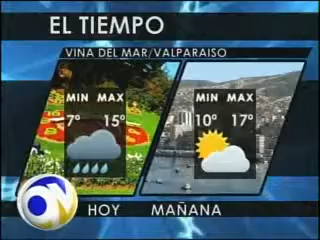 EL TIEMPO
VINA DEL MAR/VALPARAISO
MIN MAX
7° 15°
MIN MAX
10° 17°
HOY MAÑANA